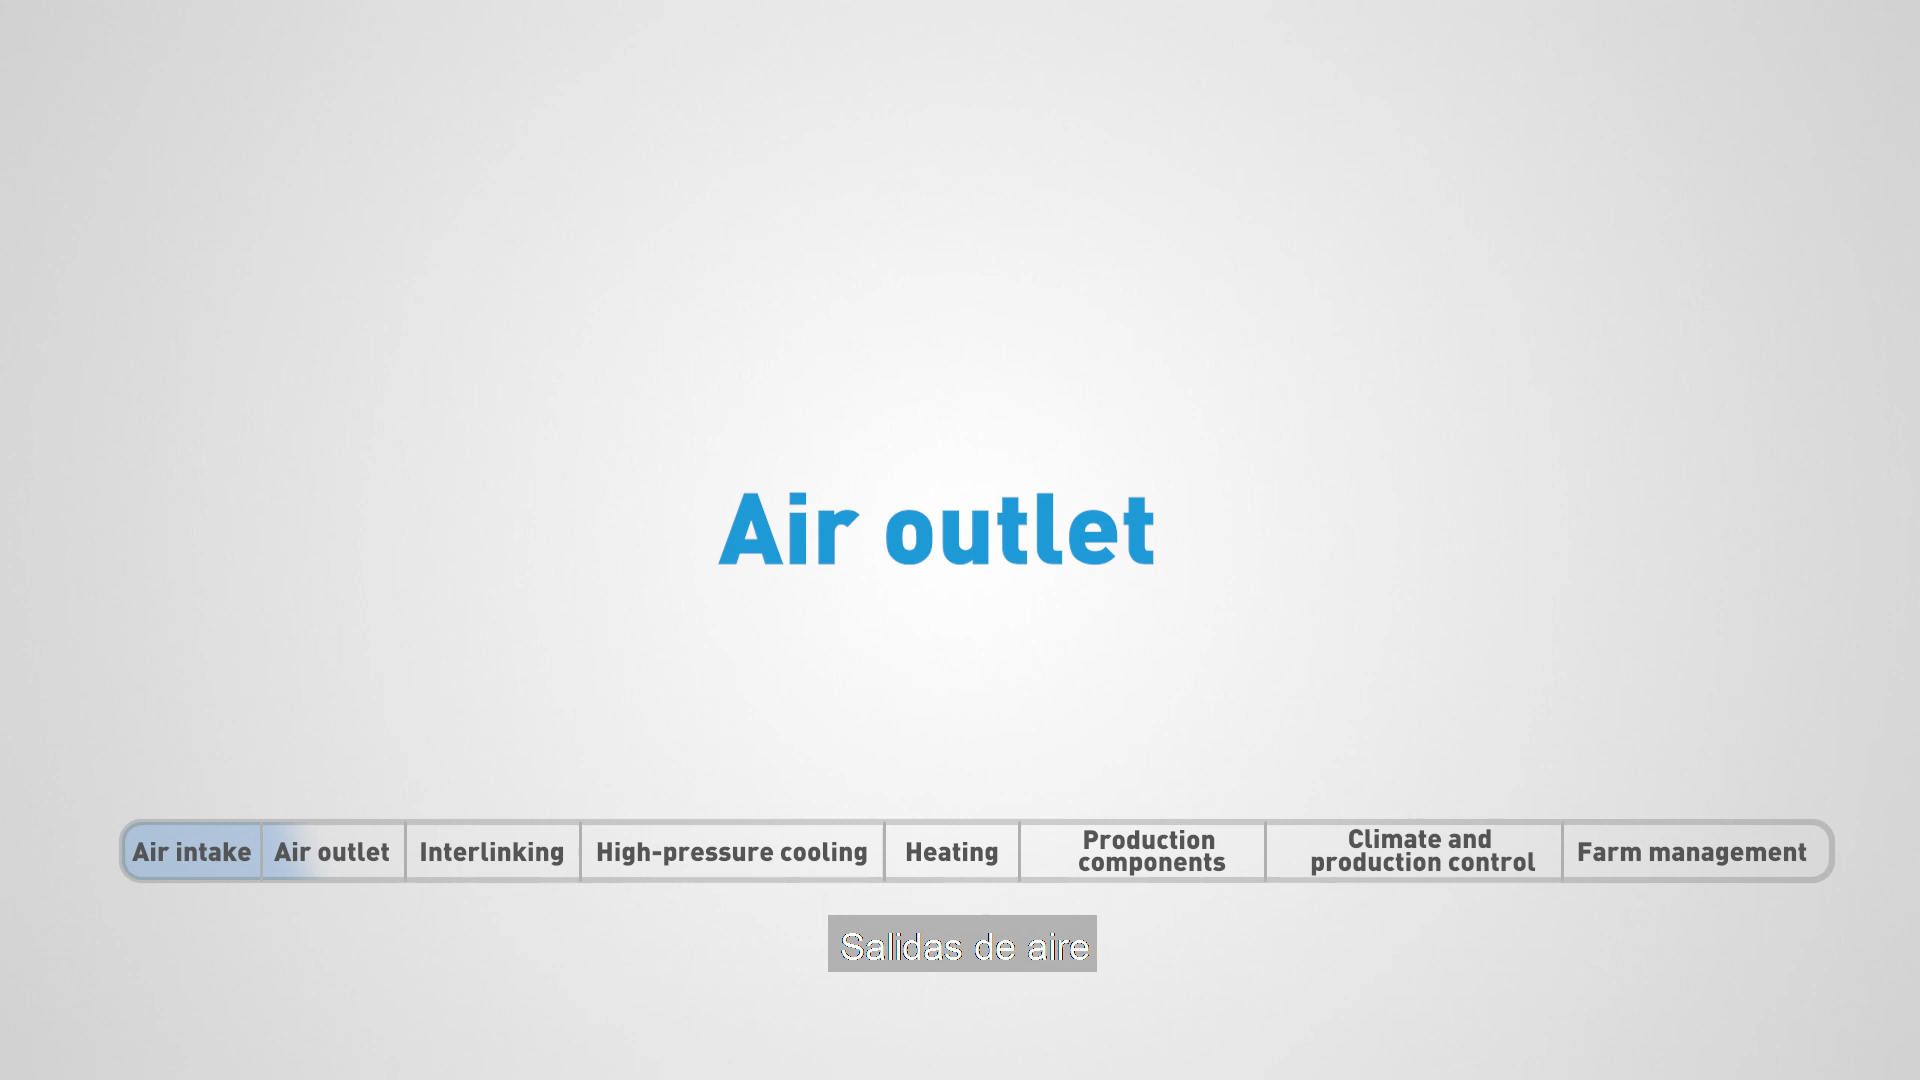 Air outlet
Air intake
Air outlet
Interlinking
High-pressure cooling
Heating
Production
components
Climate and
production control
Farm management
Salidas de aire